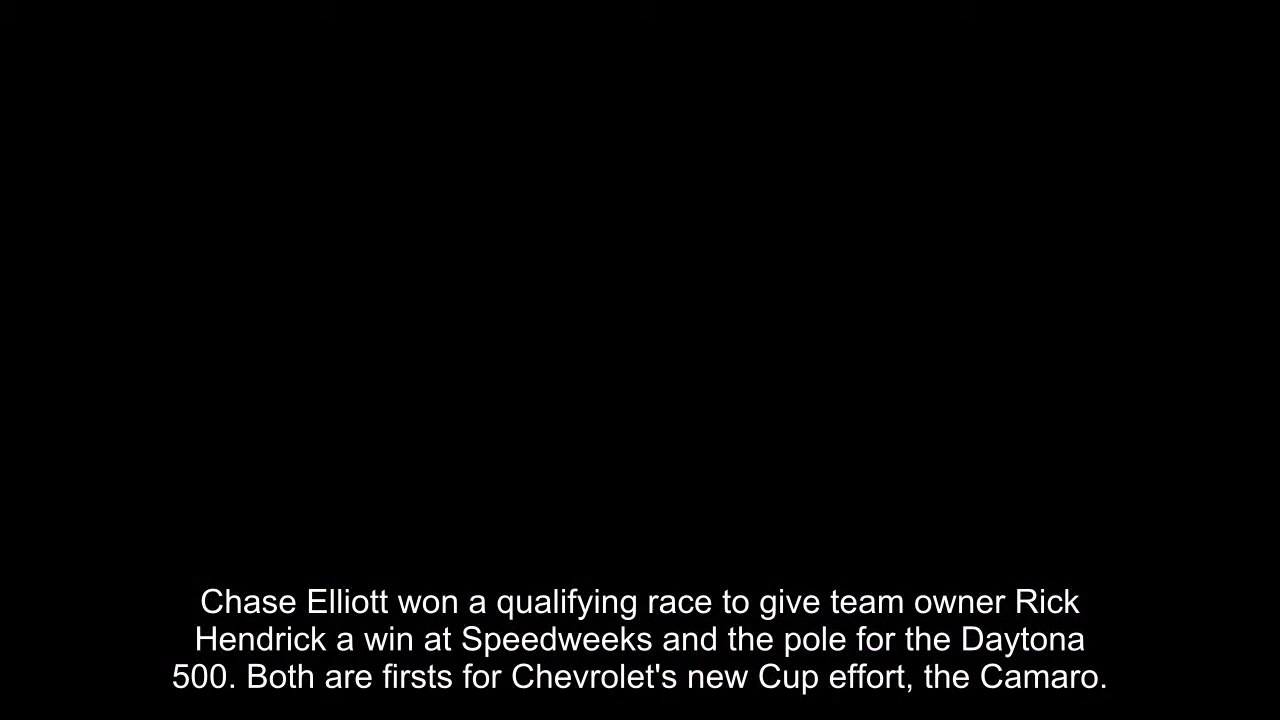 Chase Elliott won a qualifying race to give team owner Rick
Hendrick a win at Speedweeks and the pole for the Daytona
500. Both are firsts for Chevrolet's new Cup effort, the Camaro.